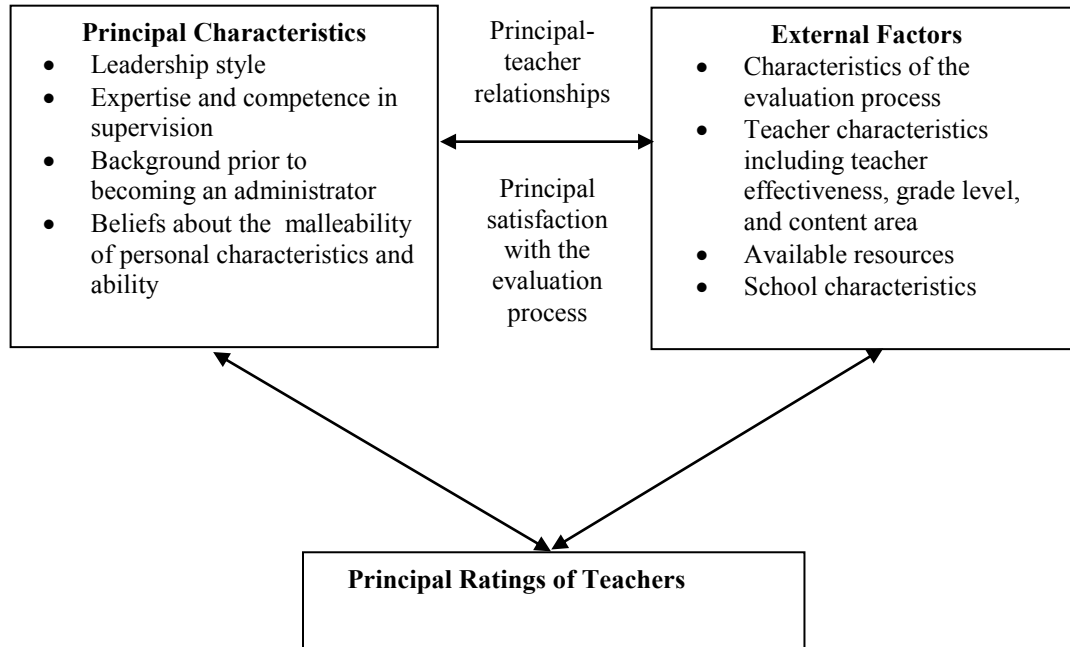 Principal Characteristics
• Leadership style
• Expertise and competence in
supervision
• Background prior to
becoming an administrator
• Beliefs about the malleability
of personal characteristics and
ability
Principal-
teacher
relationships
Principal
satisfaction
with the
evaluation
process
External Factors
• Characteristics of the
evaluation process
• Teacher characteristics
including teacher
effectiveness, grade level,
and content area
• Available resources
• School characteristics
Principal Ratings of Teachers